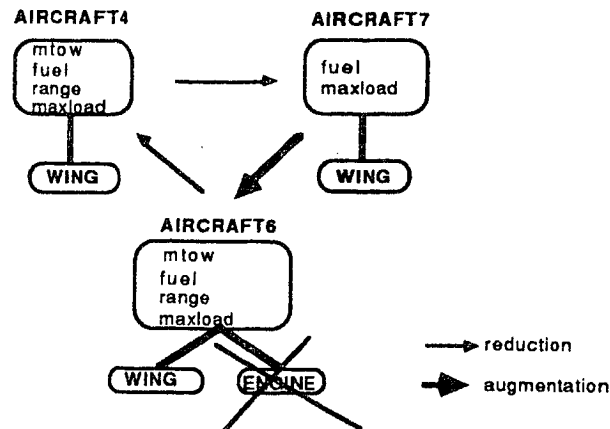 AIRCRAFT4
mtow
fuel
range
maxload
WING
AIRCRAFT7
fuel
maxload
WING
AIRCRAFT6
mtow
fuel
range
maxload
WING
ENGINE
reduction
augmentation